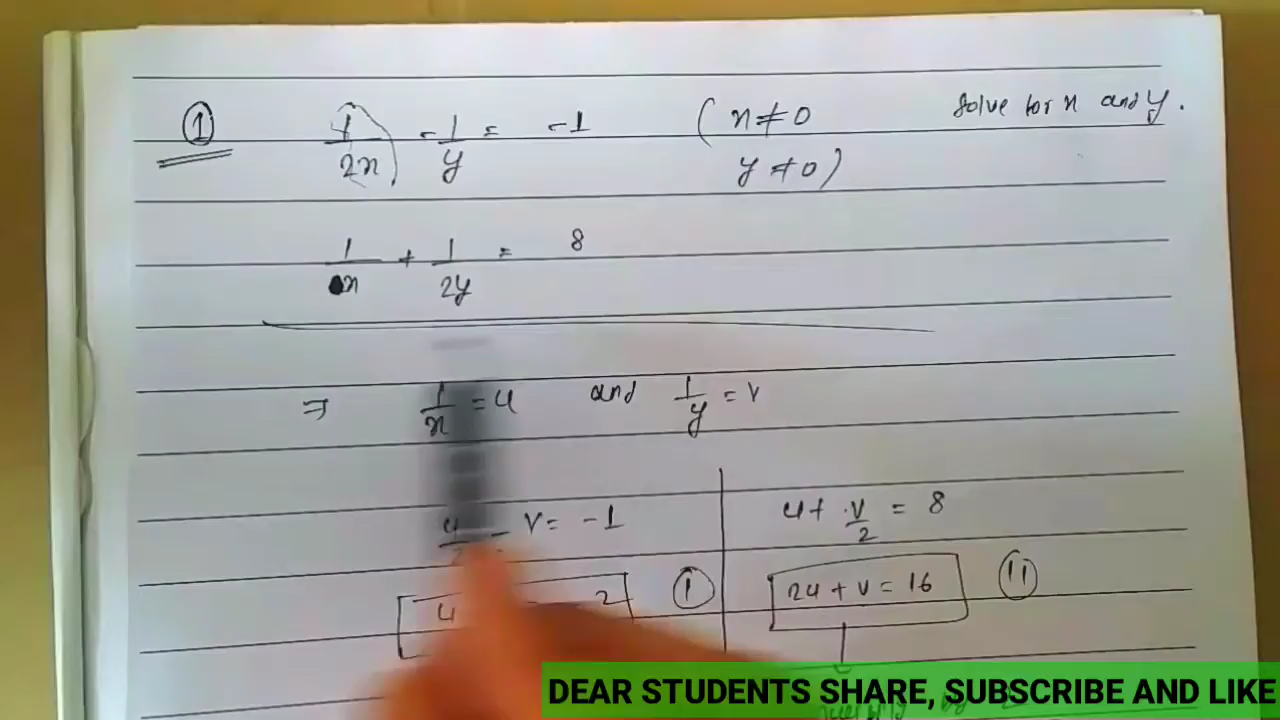 ① 1/2x - 1/y = -1 (x≠0 y≠0) Solve for x and y.
1/x + 1/2y = 8
⇒ 1/x = u and 1/y = v
u/2 - v = -1
u + v/2 = 8
u 2 ①
2u + v = 16 ⑪
DEAR STUDENTS SHARE, SUBSCRIBE AND LIKE